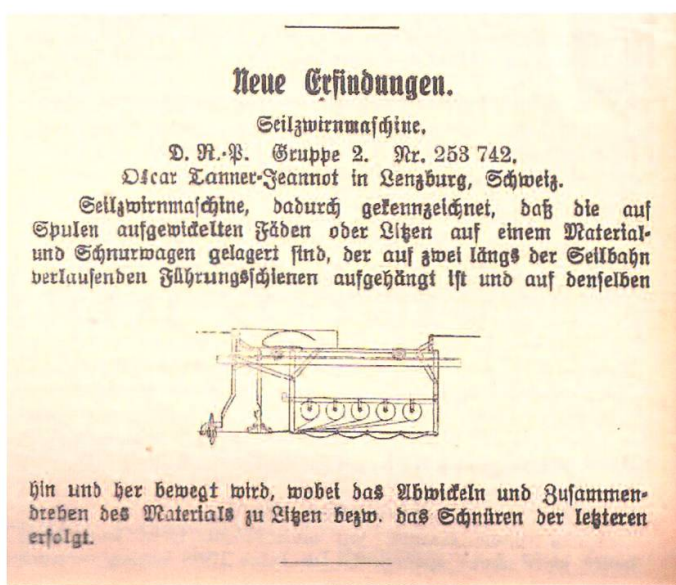 Neue Erfindungen.
Seilzwirnmaschine.
D. R.-P. Gruppe 2. Nr. 253 742.
Oscar Tanner-Jeannot in Lenzburg, Schweiz.
Seilzwirnmaschine, dadurch gekennzeichnet, daß die auf
Spulen aufgewickelten Fäden oder Litzen auf einem Material-
und Schnurwagen gelagert sind, der auf zwei längs der Seilbahn
verlaufenden Führungsschienen aufgehängt ist und auf denselben
hin und her bewegt wird, wobei das Abwickeln und Zusammen-
drehen des Materials zu Litzen bezw. das Schnüren der letzteren
erfolgt.